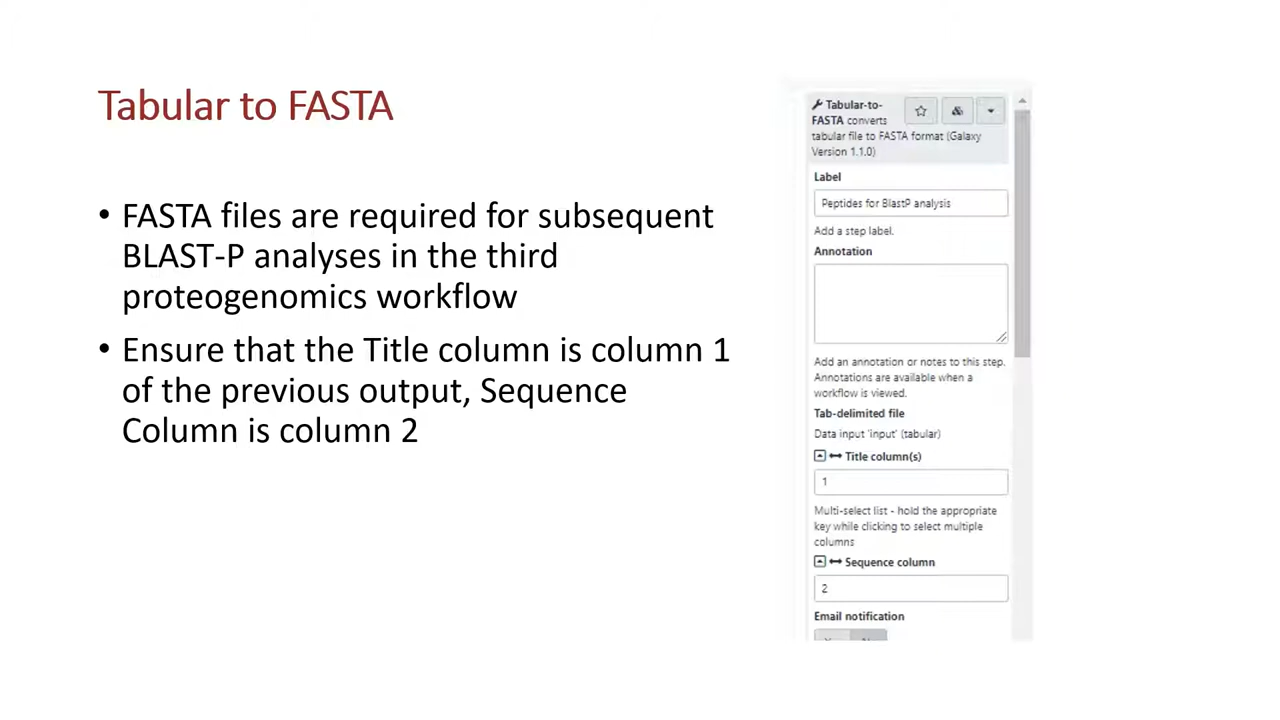 Tabular to FASTA
• FASTA files are required for subsequent
BLAST-P analyses in the third
proteogenomics workflow
• Ensure that the Title column is column 1
of the previous output, Sequence
Column is column 2
Tabular-to-
FASTA converts
tabular file to FASTA format (Galaxy
Version 1.1.0)
Label
Peptides for BlastP analysis
Add a step label.
Annotation
Add an annotation or notes to this step.
Annotations are available when a
workflow is viewed.
Tab-delimited file
Data input 'input' (tabular)
Title column(s)
1
Multi-select list - hold the appropriate
key while clicking to select multiple
columns
Sequence column
2
Email notification